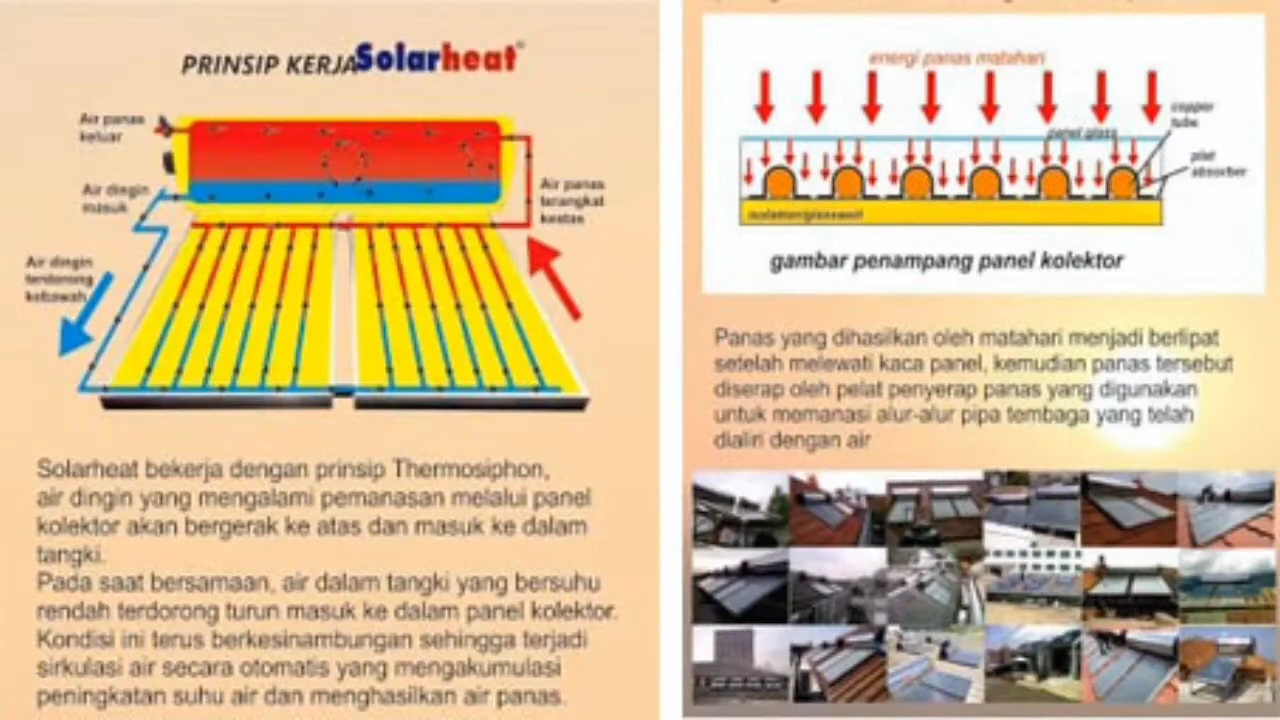 PRINSIP KERJA Solarheat
Air panas
keluar
Air dingin
masuk
Air panas
terangkat
keatas
Air dingin
terdorong
kebawah
Solarheat bekerja dengan prinsip Thermosiphon,
air dingin yang mengalami pemanasan melalui panel
kolektor akan bergerak ke atas dan masuk ke dalam
tangki.
Pada saat bersamaan, air dalam tangki yang bersuhu
rendah terdorong turun masuk ke dalam panel kolektor.
Kondisi ini terus berkesinambungan sehingga terjadi
sirkulasi air secara otomatis yang mengakumulasi
peningkatan suhu air dan menghasilkan air panas.
energi panas matahari
copper
tube
panel glass
plat
absorber
gambar penampang panel kolektor
Panas yang dihasilkan oleh matahari menjadi berlipat
setelah melewati kaca panel, kemudian panas tersebut
diserap oleh pelat penyerap panas yang digunakan
untuk memanasi alur-alur pipa tembaga yang telah
dialiri dengan air